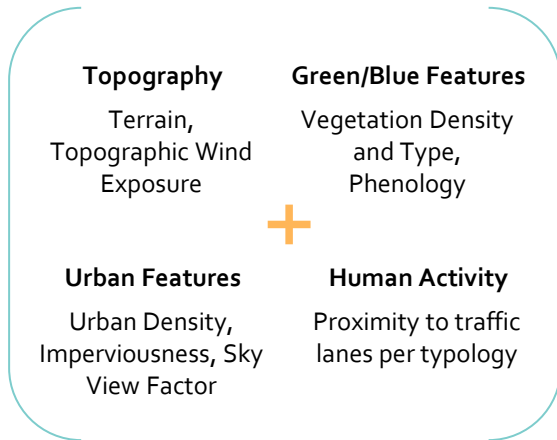 Topography
Terrain,
Topographic Wind
Exposure
Green/Blue Features
Vegetation Density
and Type,
Phenology
+
Urban Features
Urban Density,
Imperviousness, Sky
View Factor
Human Activity
Proximity to traffic
lanes per typology